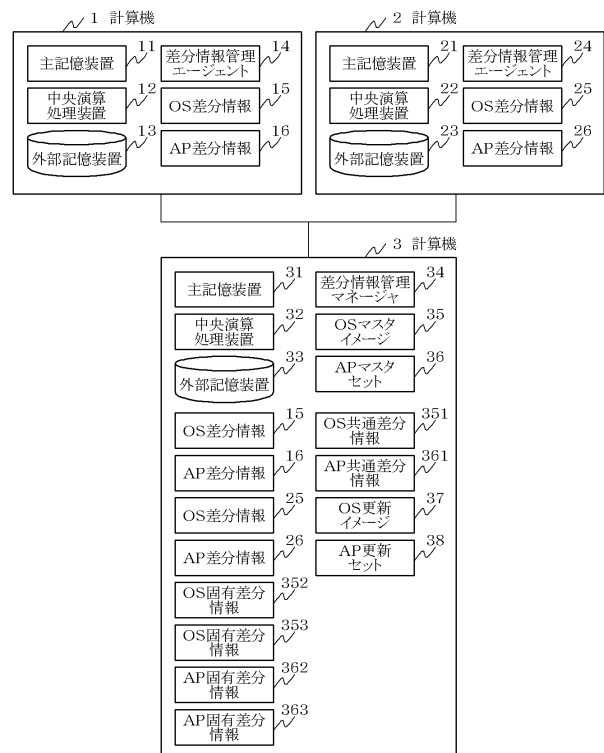 1 計算機
主記憶装置
11
差分情報管理
エージェント
14
中央演算
処理装置
12
OS差分情報
15
外部記憶装置
13
AP差分情報
16
2 計算機
主記憶装置
21
差分情報管理
エージェント
24
中央演算
処理装置
22
OS差分情報
25
外部記憶装置
23
AP差分情報
26
3 計算機
主記憶装置
31
差分情報管理
マネージャ
34
中央演算
処理装置
32
OSマスタ
イメージ
35
外部記憶装置
33
APマスタ
セット
36
OS差分情報
15
OS共通差分
情報
351
AP差分情報
16
AP共通差分
情報
361
OS差分情報
25
OS更新
イメージ
37
AP差分情報
26
AP更新
セット
38
OS固有差分
情報
352
OS固有差分
情報
353
AP固有差分
情報
362
AP固有差分
情報
363